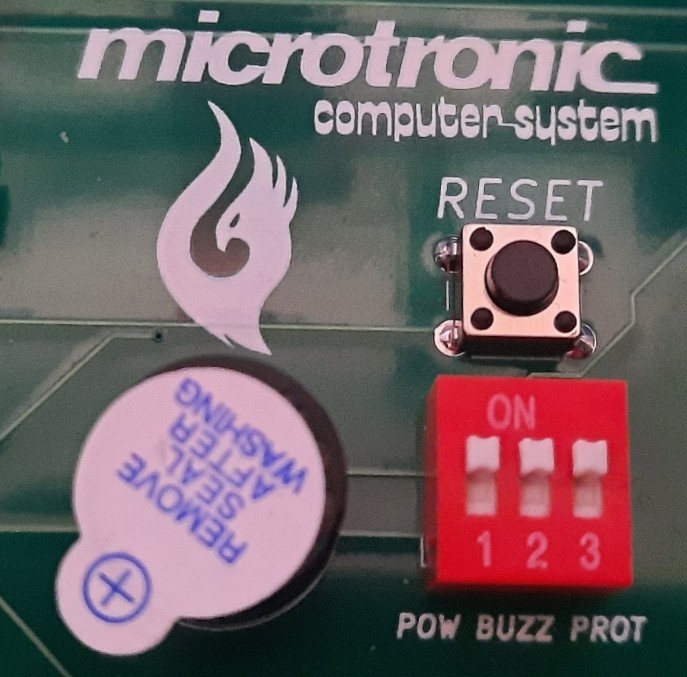 microtronic
computer system
RESET
REMOVE
SEAL
AFTER
WASHING
+
ON
1 2 3
POW BUZZ PROT